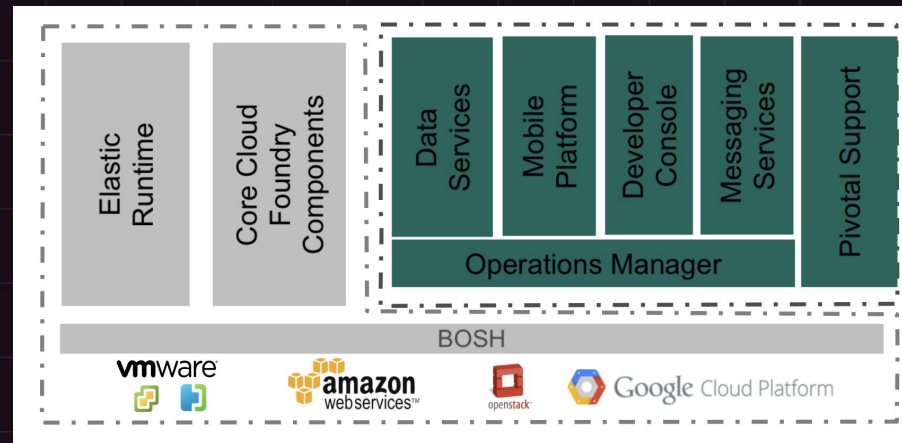 Elastic
Runtime
Core Cloud
Foundry
Components
Data
Services
Mobile
Platform
Developer
Console
Messaging
Services
Pivotal Support
Operations Manager
BOSH
vmware
amazon
webservices™
openstack
Google Cloud Platform